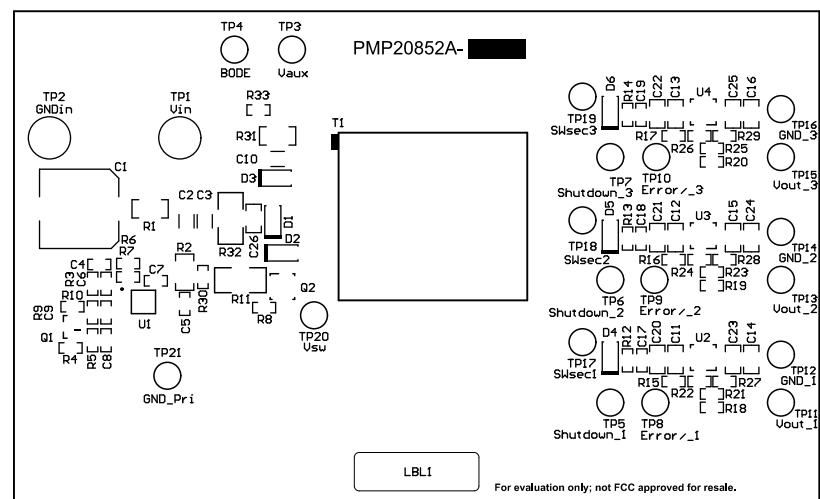 TP4
BODE
TP3
Vaux
PMP20852A-
TP2
GNDin
TP1
Vin
R33
R31
C10
D3
T1
C1
R1
C2
C3
R32
C26
D1
D2
R6
R7
C4
R3
C6
R10
C7
R2
R30
C5
R11
Q2
R8
R9
C9
U1
Q1
R4
R5
C8
TP20
Vsw
TP21
GND_Pri
TP19
SWsec3
D6
R14
C19
C22
C13
U4
C25
C16
R17
R26
R29
R25
R20
TP16
GND_3
TP7
Shutdown_3
TP10
Error/_3
TP15
Vout_3
TP18
SWsec2
D5
R13
C18
C21
C12
U3
C15
C24
R16
R24
R28
R23
R19
TP14
GND_2
TP6
Shutdown_2
TP9
Error/_2
TP13
Vout_2
TP17
SWsec1
D4
R12
C17
C20
C11
U2
C23
C14
R15
R22
R27
R21
R18
TP12
GND_1
TP5
Shutdown_1
TP8
Error/_1
TP11
Vout_1
LBL1
For evaluation only; not FCC approved for resale.